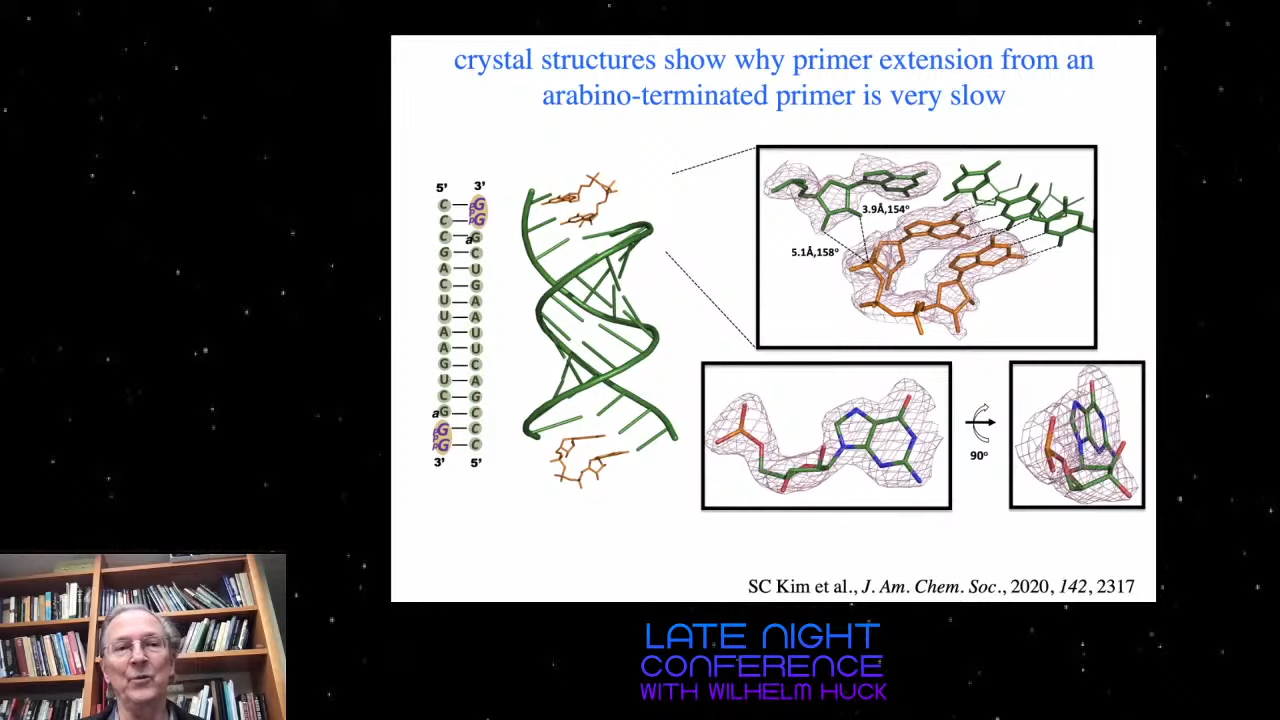 crystal structures show why primer extension from an
arabino-terminated primer is very slow
5' 3'
C G
C G
C aG
G C
A U
C G
U A
U A
A U
A U
G C
U A
C G
aG C
G C
G C
3' 5'
3.9Å,154°
5.1Å,158°
90°
SC Kim et al., J. Am. Chem. Soc., 2020, 142, 2317
LATE NIGHT
CONFERENCE
WITH WILHELM HUCK